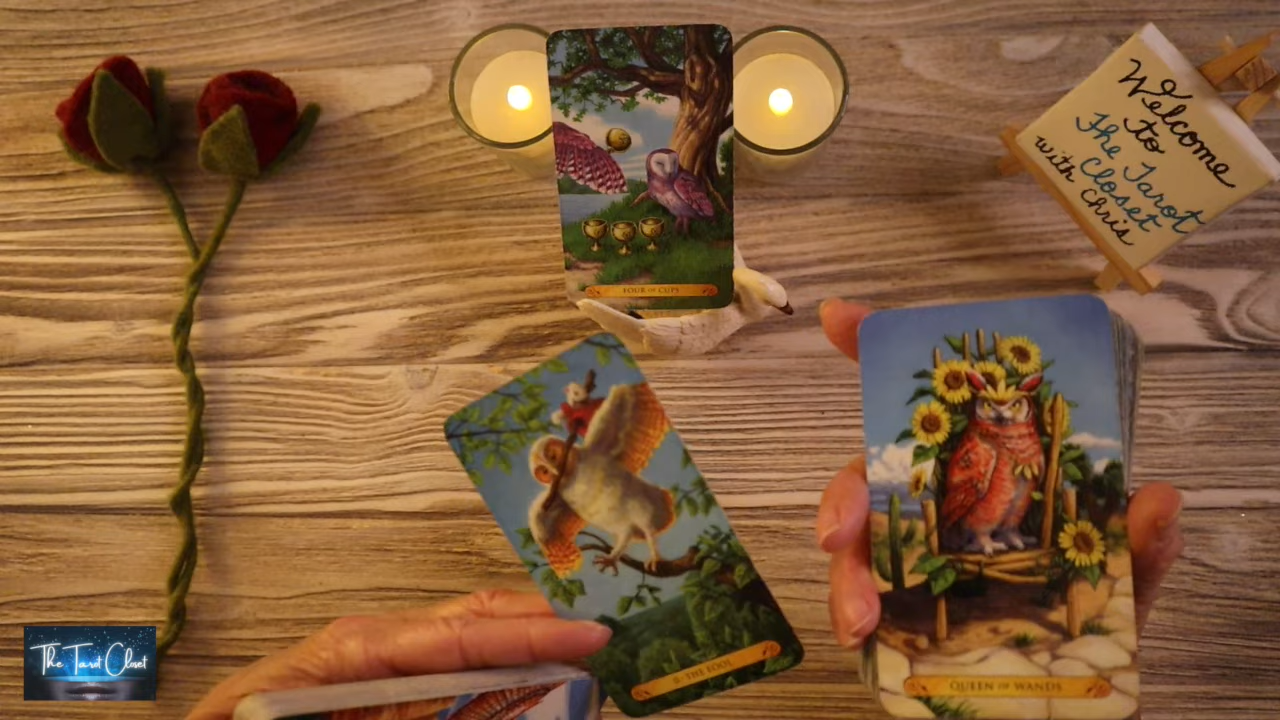 FOUR OF CUPS
Welcome
to
The Tarot
Closet
with Chris
0. THE FOOL
QUEEN OF WANDS
The Tarot Closet